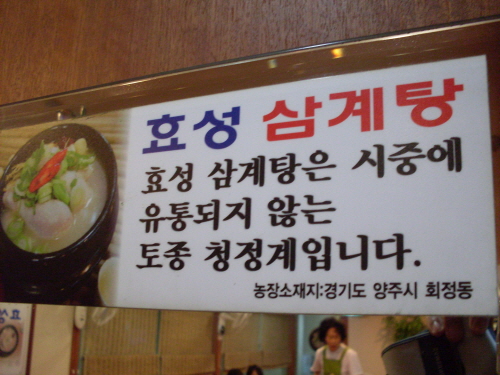 효성 삼계탕
효성 삼계탕은 시중에
유통되지 않는
토종 청정계입니다.
농장소재지:경기도 양주시 회정동